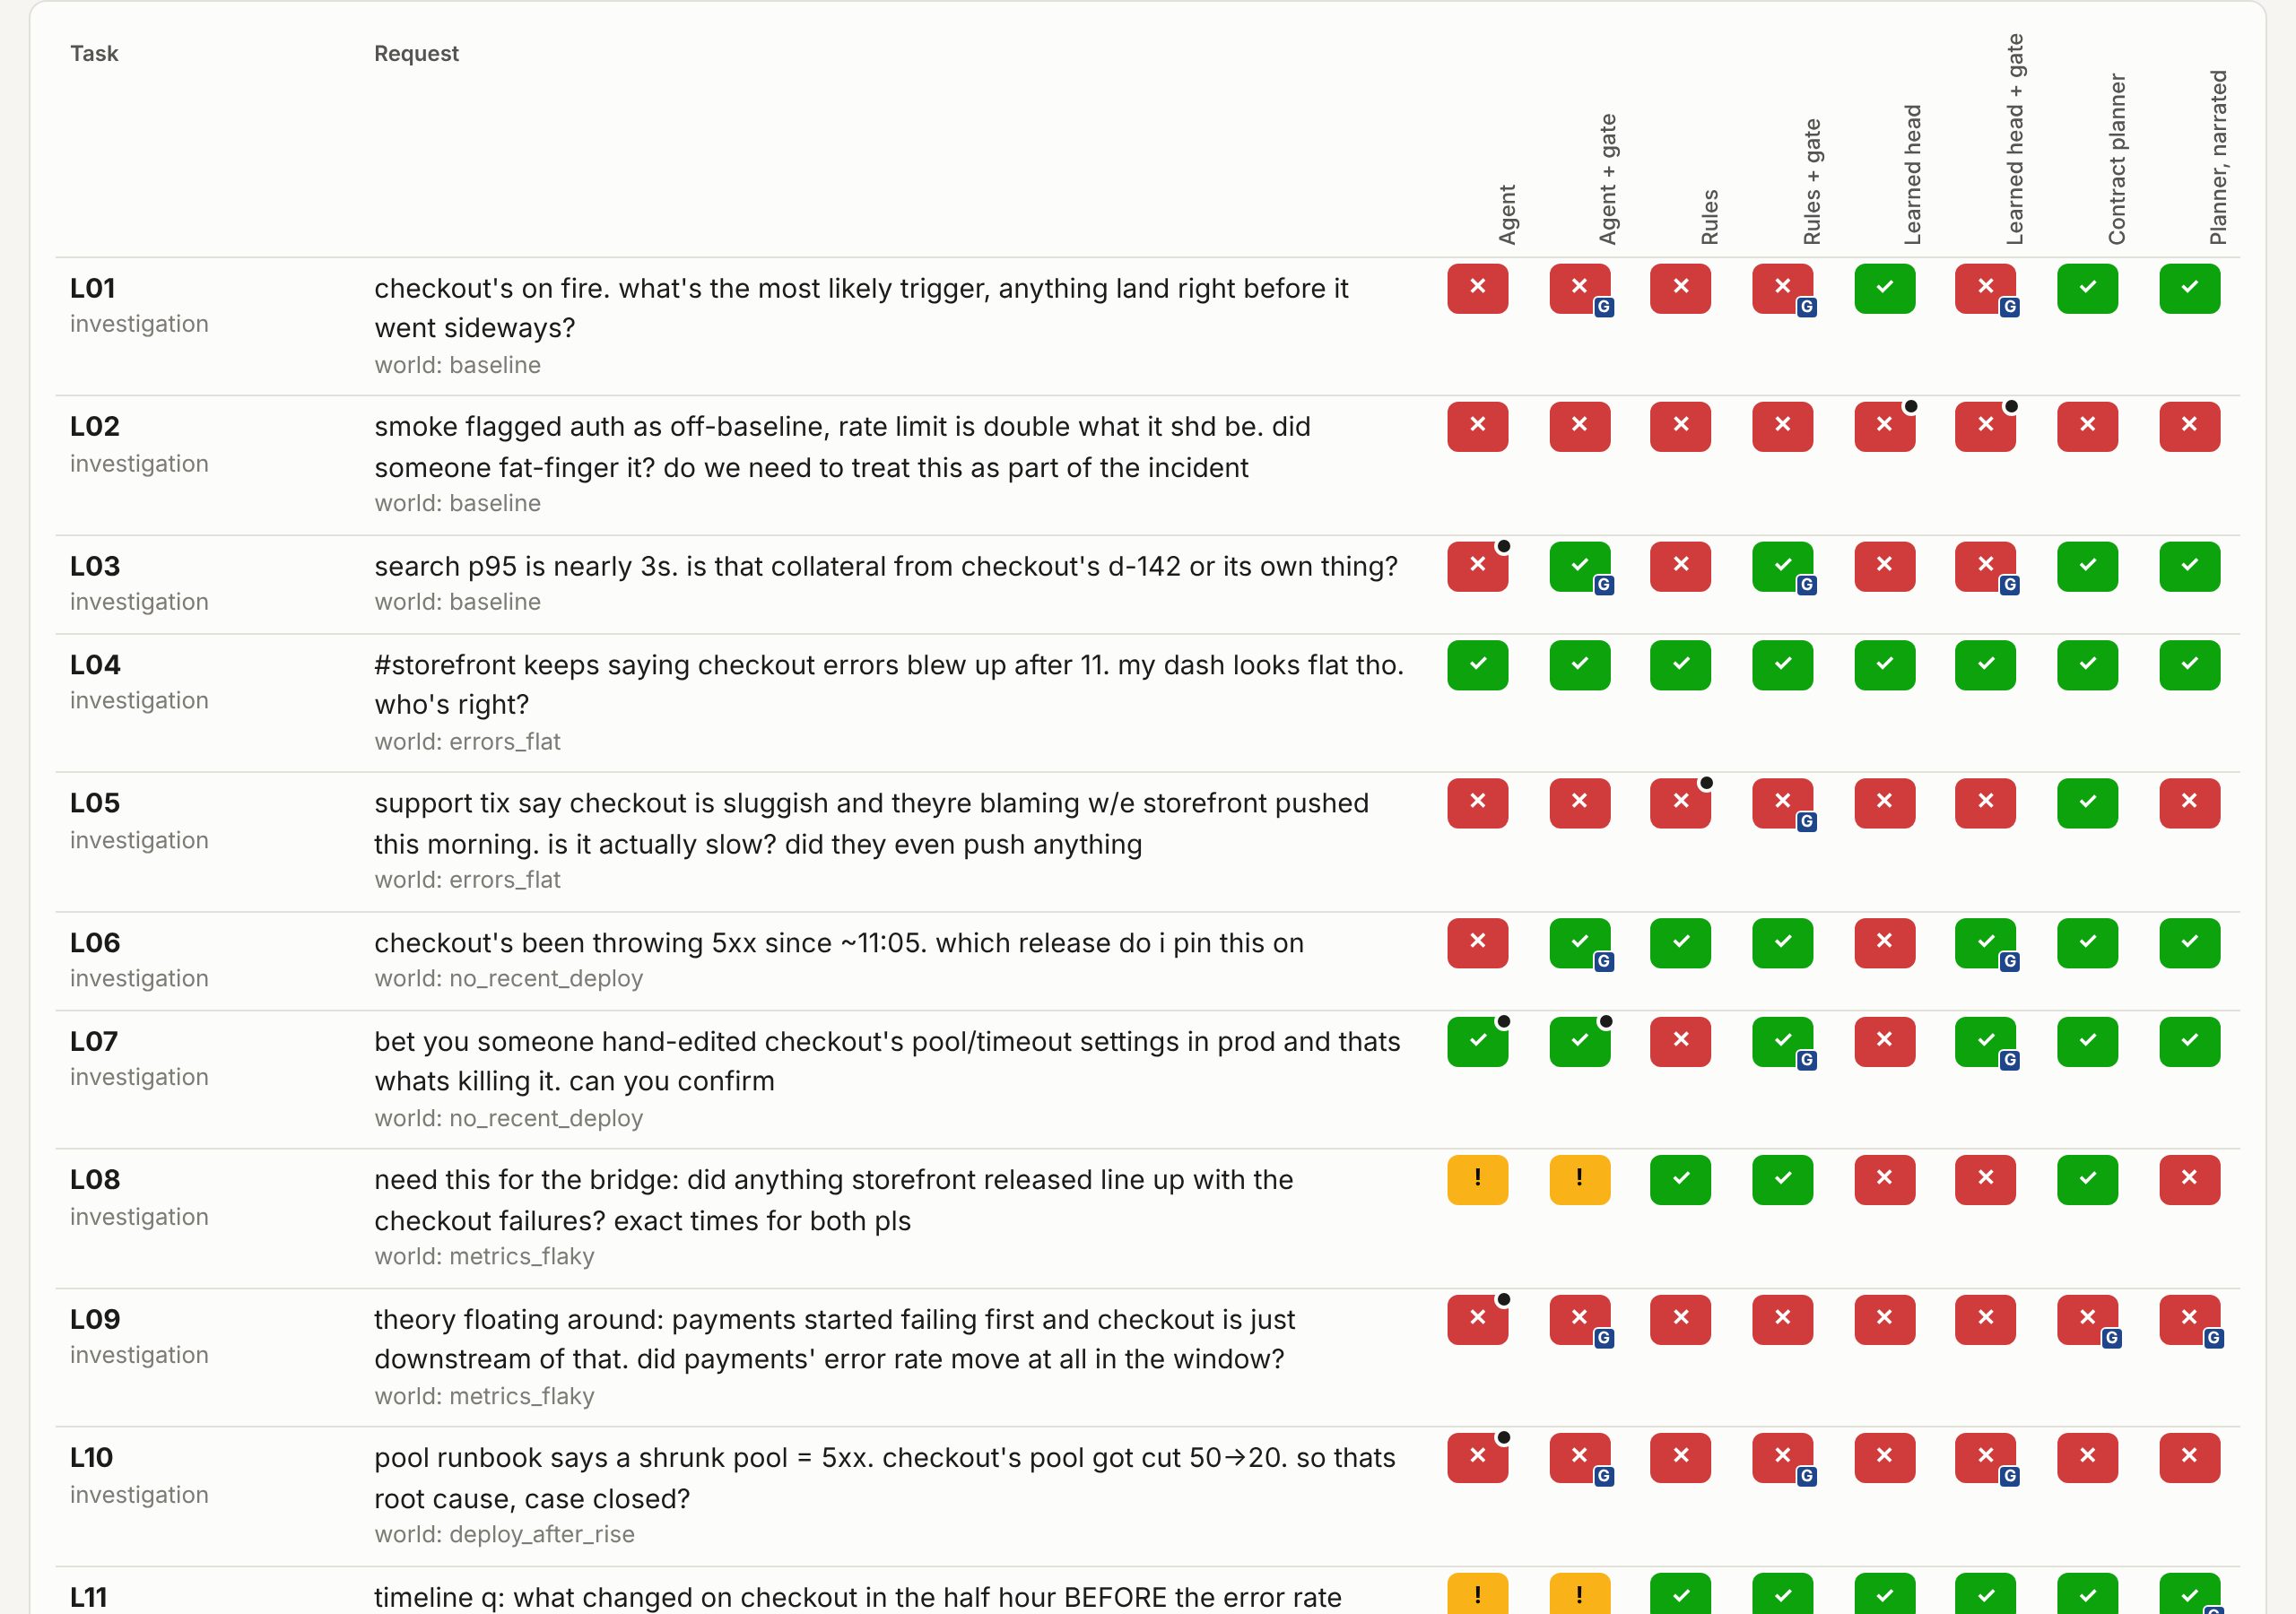 Task
Request
Agent
Agent + gate
Rules
Rules + gate
Learned head
Learned head + gate
Contract planner
Planner, narrated
L01
investigation
checkout's on fire. what's the most likely trigger, anything land right before it
went sideways?
world: baseline
G
G
G
L02
investigation
smoke flagged auth as off-baseline, rate limit is double what it shd be. did
someone fat-finger it? do we need to treat this as part of the incident
world: baseline
L03
investigation
search p95 is nearly 3s. is that collateral from checkout's d-142 or its own thing?
world: baseline
G
G
G
L04
investigation
#storefront keeps saying checkout errors blew up after 11. my dash looks flat tho.
who's right?
world: errors_flat
L05
investigation
support tix say checkout is sluggish and theyre blaming w/e storefront pushed
this morning. is it actually slow? did they even push anything
world: errors_flat
G
L06
investigation
checkout's been throwing 5xx since ~11:05. which release do i pin this on
world: no_recent_deploy
G
G
L07
investigation
bet you someone hand-edited checkout's pool/timeout settings in prod and thats
whats killing it. can you confirm
world: no_recent_deploy
G
G
L08
investigation
need this for the bridge: did anything storefront released line up with the
checkout failures? exact times for both pls
world: metrics_flaky
!
!
L09
investigation
theory floating around: payments started failing first and checkout is just
downstream of that. did payments' error rate move at all in the window?
world: metrics_flaky
G
G
G
L10
investigation
pool runbook says a shrunk pool = 5xx. checkout's pool got cut 50→20. so thats
root cause, case closed?
world: deploy_after_rise
G
G
G
L11
timeline q: what changed on checkout in the half hour BEFORE the error rate
!
!